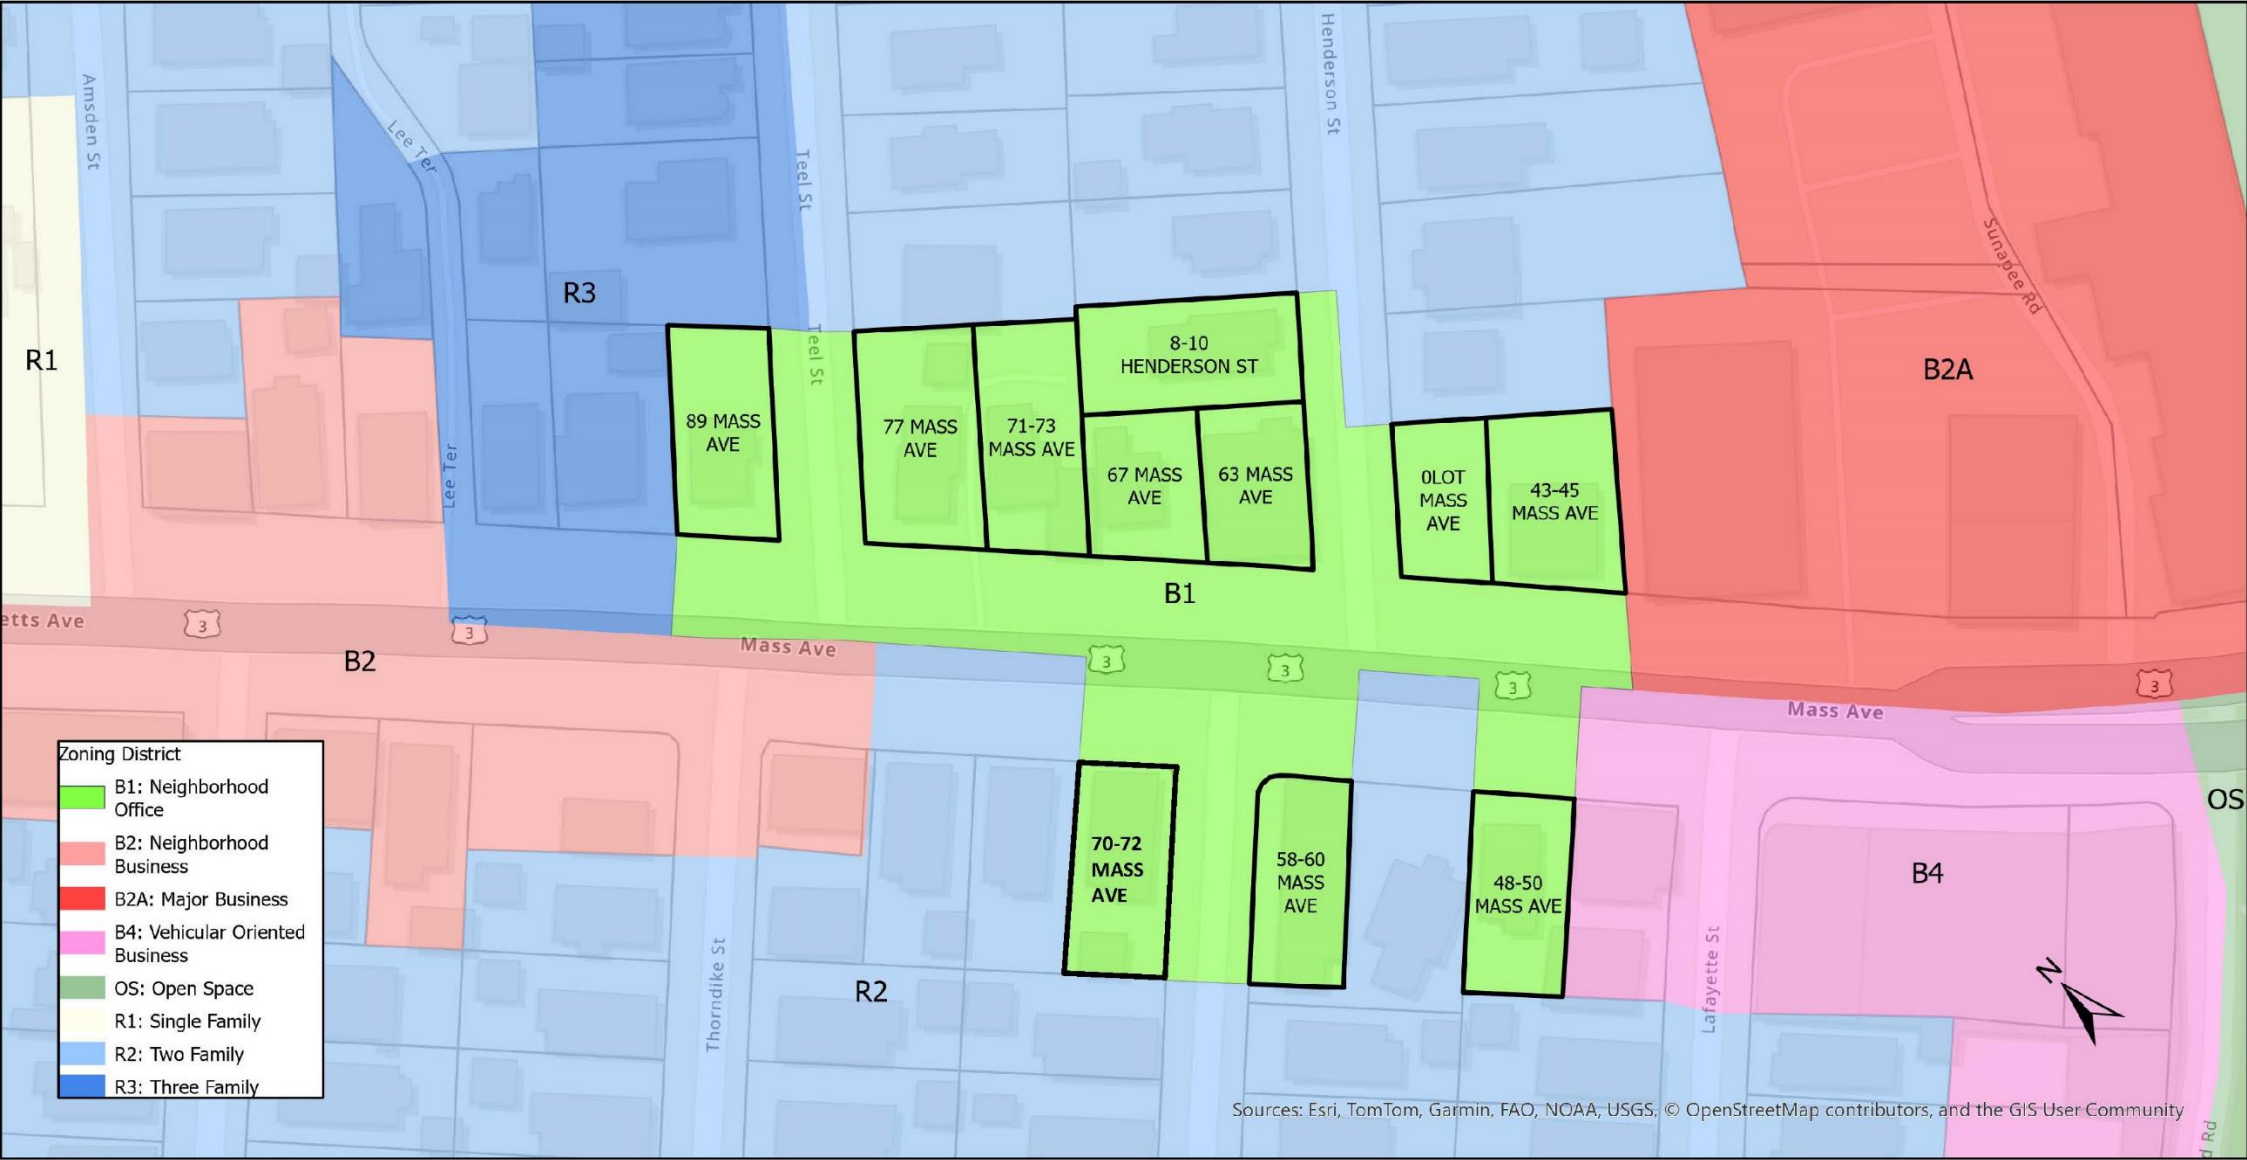 Amsden St
Lee Ter
Teel St
Henderson St
Sunapee Rd
R3
R1
B2A
Teel St
Lee Ter
89 MASS
AVE
77 MASS
AVE
71-73
MASS AVE
8-10
HENDERSON ST
67 MASS
AVE
63 MASS
AVE
0LOT
MASS
AVE
43-45
MASS AVE
B1
etts Ave
3
3
Mass Ave
3
3
3
3
B2
Mass Ave
70-72
MASS
AVE
58-60
MASS
AVE
48-50
MASS AVE
B4
OS
R2
Thorndike St
Lafayette St
N
Zoning District
B1: Neighborhood
Office
B2: Neighborhood
Business
B2A: Major Business
B4: Vehicular Oriented
Business
OS: Open Space
R1: Single Family
R2: Two Family
R3: Three Family
Sources: Esri, TomTom, Garmin, FAO, NOAA, USGS, © OpenStreetMap contributors, and the GIS User Community
d Rd